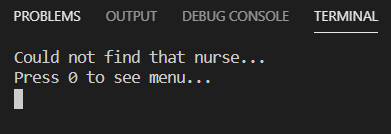 PROBLEMS OUTPUT DEBUG CONSOLE TERMINAL
Could not find that nurse...
Press 0 to see menu...